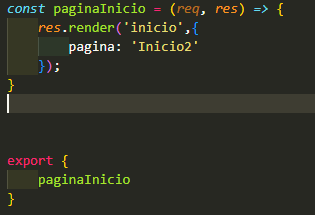 const paginaInicio = (req, res) => {
    res.render('inicio',{
        pagina: 'Inicio2'
    });
}
export {
    paginaInicio
}